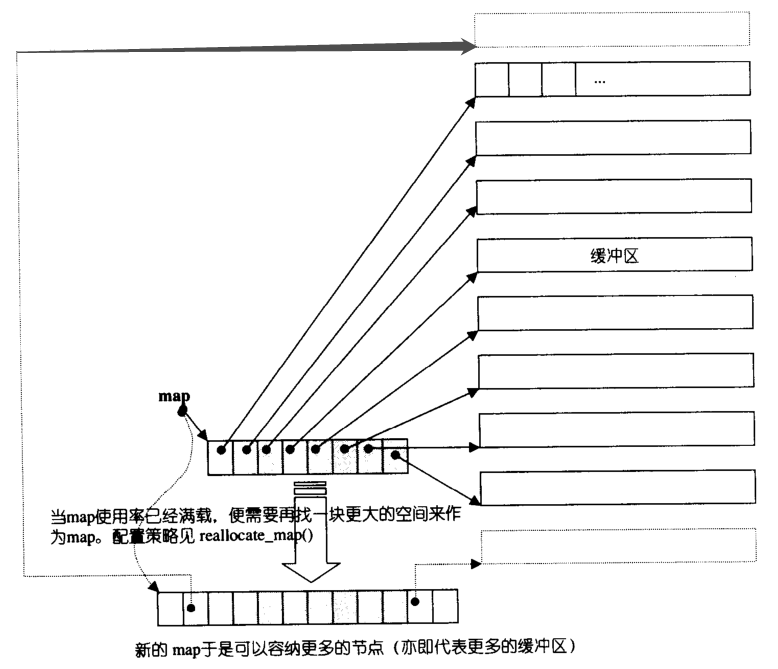 ...
缓冲区
map
当map使用率已经满载，便需要再找一块更大的空间来作
为map。配置策略见 reallocate_map()
新的 map于是可以容纳更多的节点（亦即代表更多的缓冲区）